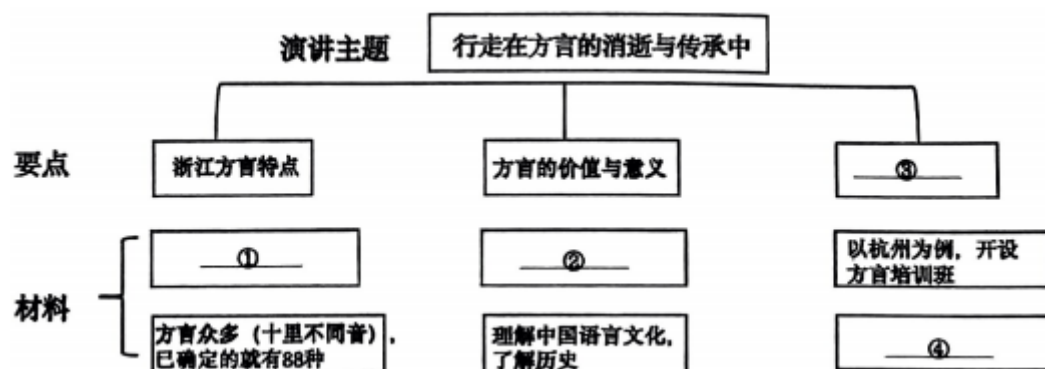 演讲主题
行走在方言的消逝与传承中
要点
浙江方言特点
方言的价值与意义
③
材料
①
②
以杭州为例，开设
方言培训班
方言众多（十里不同音），
已确定的就有88种
理解中国语言文化，
了解历史
④